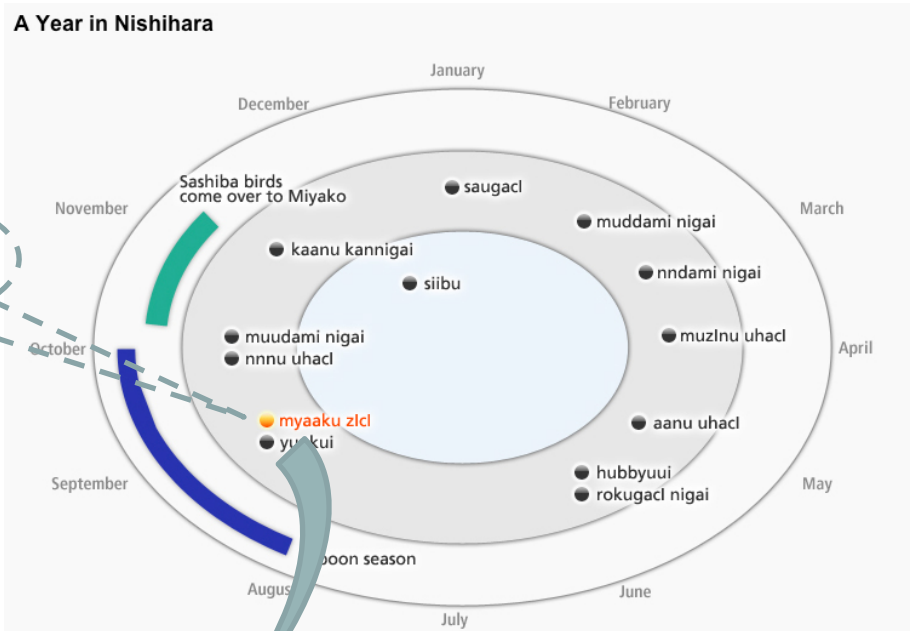 A Year in Nishihara
January
December
February
Sashiba birds
come over to Miyako
saugacl
November
March
muddami nigai
kaanu kannigai
nndami nigai
siibu
muudami nigai
muzlnu uhacl
October
April
nnnu uhacl
myaaku zlcl
aanu uhacl
hubbyuui
September
May
rokugacl nigai
season
August
June
July